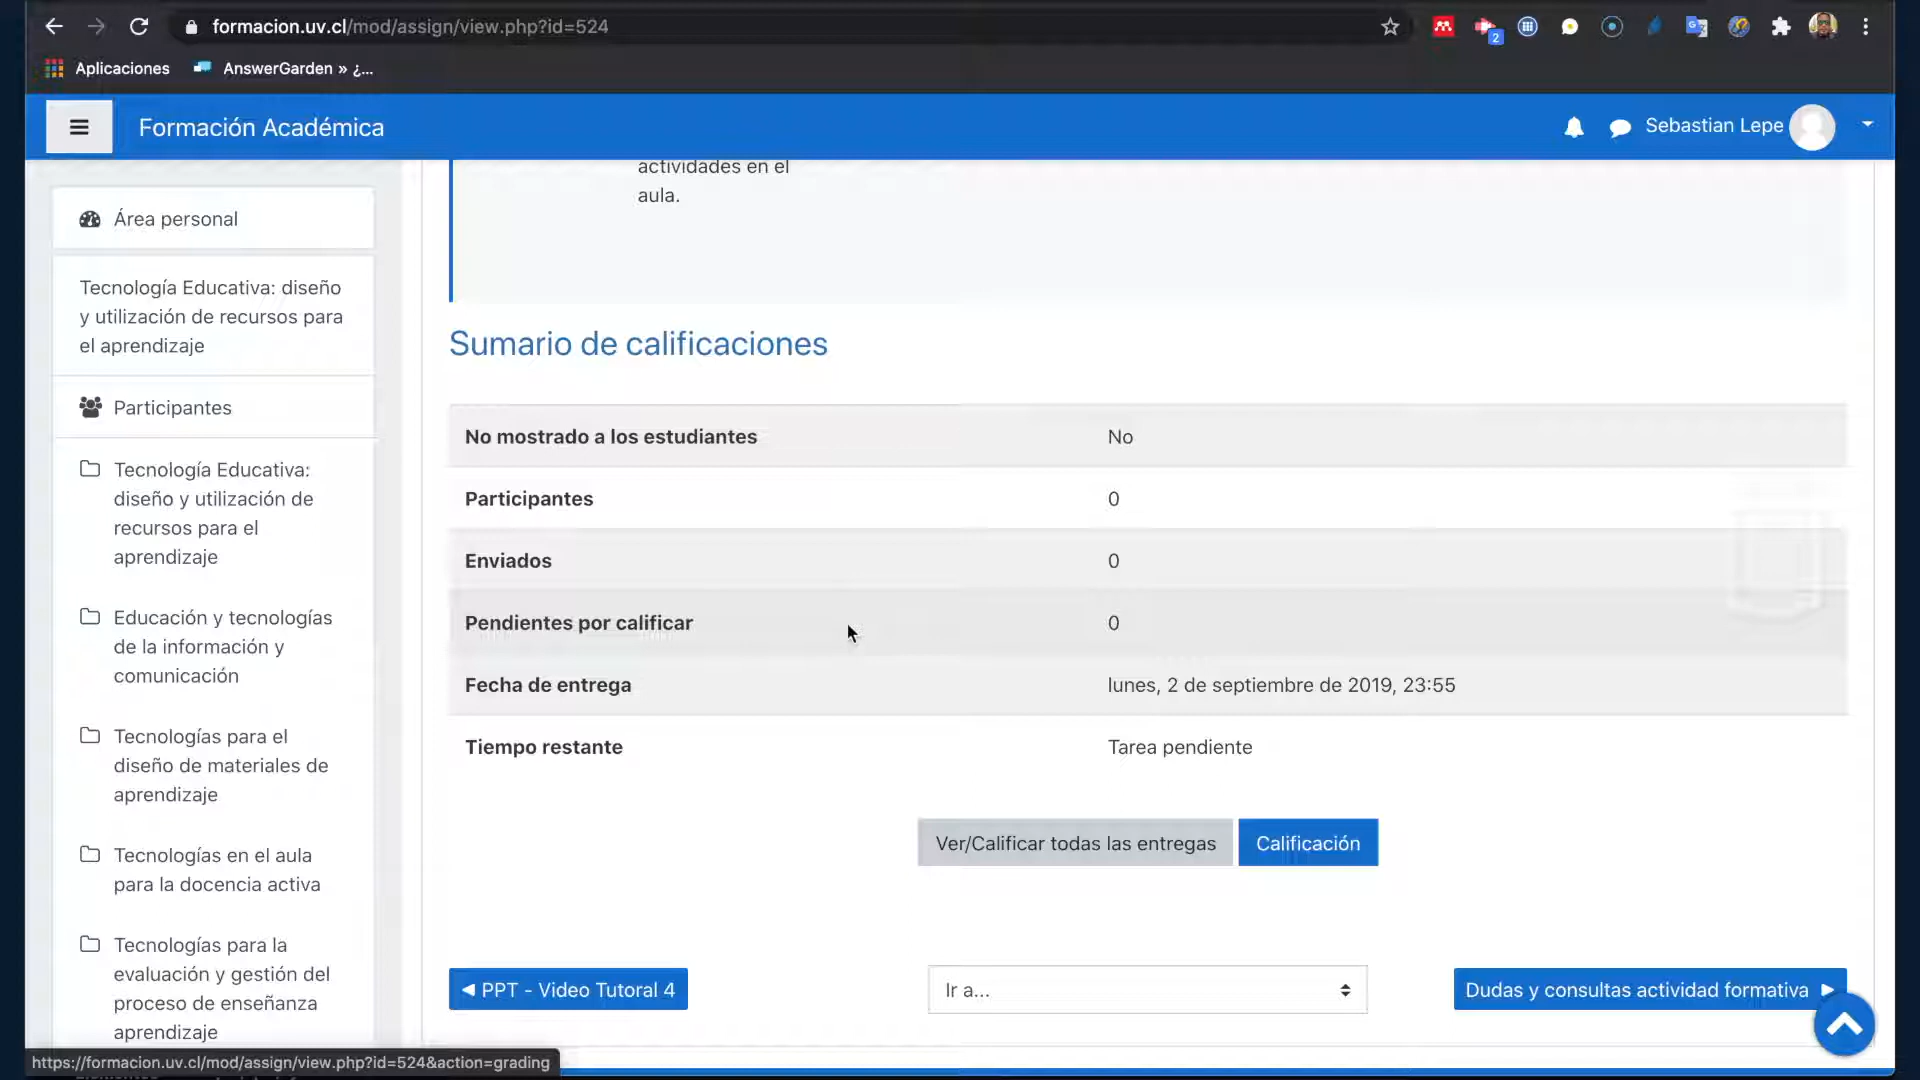 formacion.uv.cl/mod/assign/view.php?id=524
2
Aplicaciones
AnswerGarden » ¿...
Formación Académica
Sebastian Lepe
Área personal
Tecnología Educativa: diseño
y utilización de recursos para
el aprendizaje
Participantes
Tecnología Educativa:
diseño y utilización de
recursos para el
aprendizaje
Educación y tecnologías
de la información y
comunicación
Tecnologías para el
diseño de materiales de
aprendizaje
Tecnologías en el aula
para la docencia activa
Tecnologías para la
evaluación y gestión del
proceso de enseñanza
aprendizaje
actividades en el
aula.
Sumario de calificaciones
No mostrado a los estudiantes No
Participantes 0
Enviados 0
Pendientes por calificar 0
Fecha de entrega lunes, 2 de septiembre de 2019, 23:55
Tiempo restante Tarea pendiente
Ver/Calificar todas las entregas Calificación
◀ PPT - Video Tutoral 4
Ir a...
Dudas y consultas actividad formativa ▶
https://formacion.uv.cl/mod/assign/view.php?id=524&action=grading